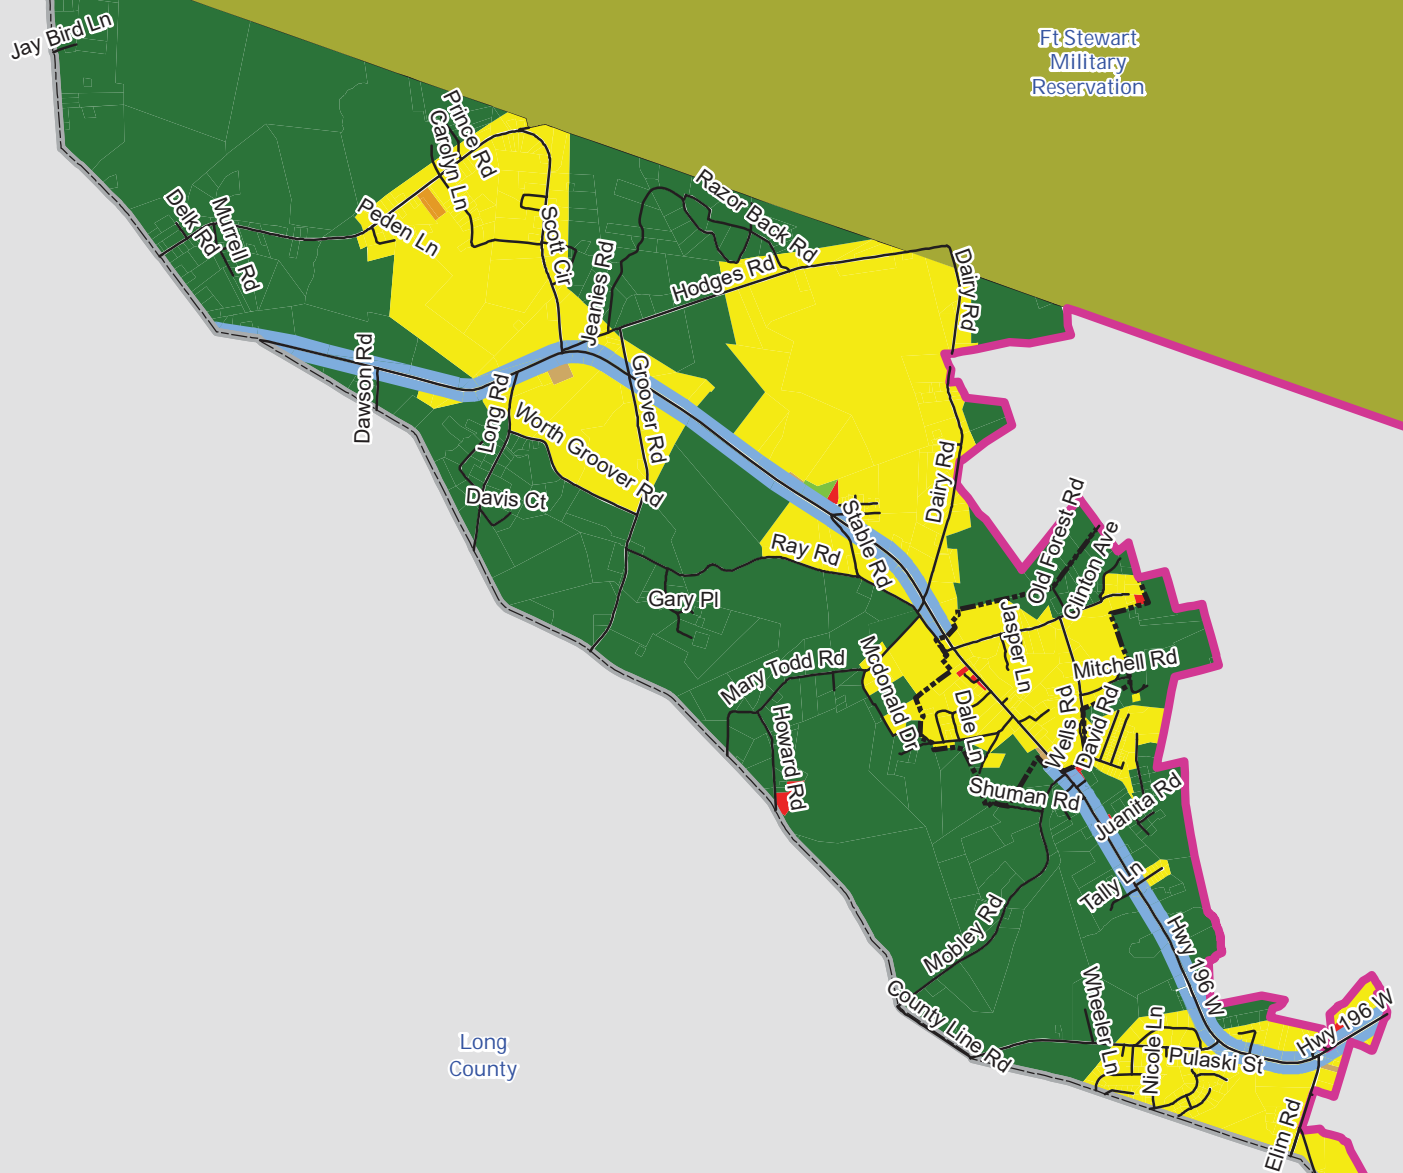 Jay Bird Ln
Ft Stewart
Military
Reservation
Prince Rd
Carolyn Ln
Delk Rd
Murrell Rd
Peden Ln
Scott Cir
Razor Back Rd
Jeanies Rd
Hodges Rd
Dairy Rd
Dawson Rd
Long Rd
Groover Rd
Worth Groover Rd
Davis Ct
Dairy Rd
Stable Rd
Ray Rd
Old Forest Rd
Clinton Ave
Gary Pl
Jasper Ln
Mary Todd Rd
Mcdonald Dr
Mitchell Rd
Dale Ln
Wells Rd
David Rd
Howard Rd
Shuman Rd
Juanita Rd
Tally Ln
Mobley Rd
Hwy 196 W
County Line Rd
Wheeler Ln
Nicole Ln
Pulaski St
Hwy 196 W
Long
County
Elim Rd